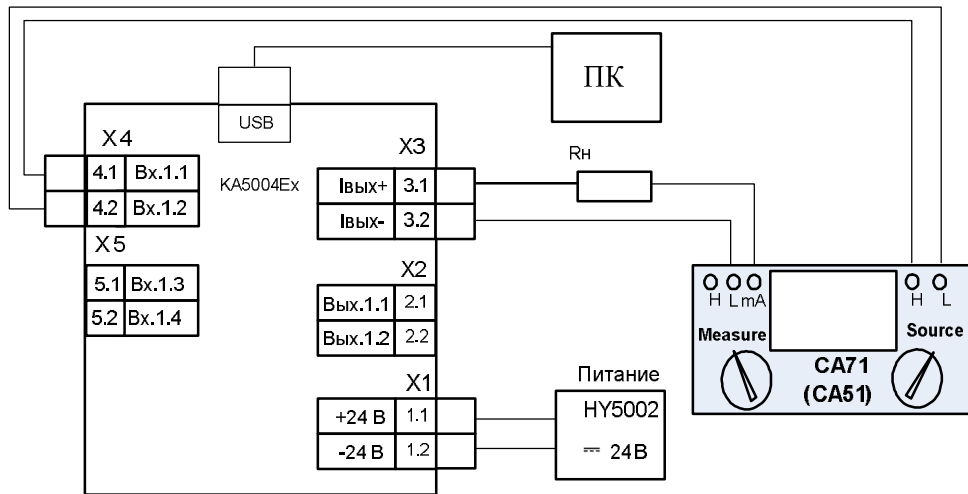 ПК
USB
X4
4.1 Вх.1.1
4.2 Вх.1.2
КА5004Ех
X3
Iвых+ 3.1
Iвых- 3.2
Rн
X5
5.1 Вх.1.3
5.2 Вх.1.4
X2
Вых.1.1 2.1
Вых.1.2 2.2
H L mA
H L
Measure
Source
CA71
(CA51)
X1
+24 В 1.1
-24 В 1.2
Питание
HY5002
24В